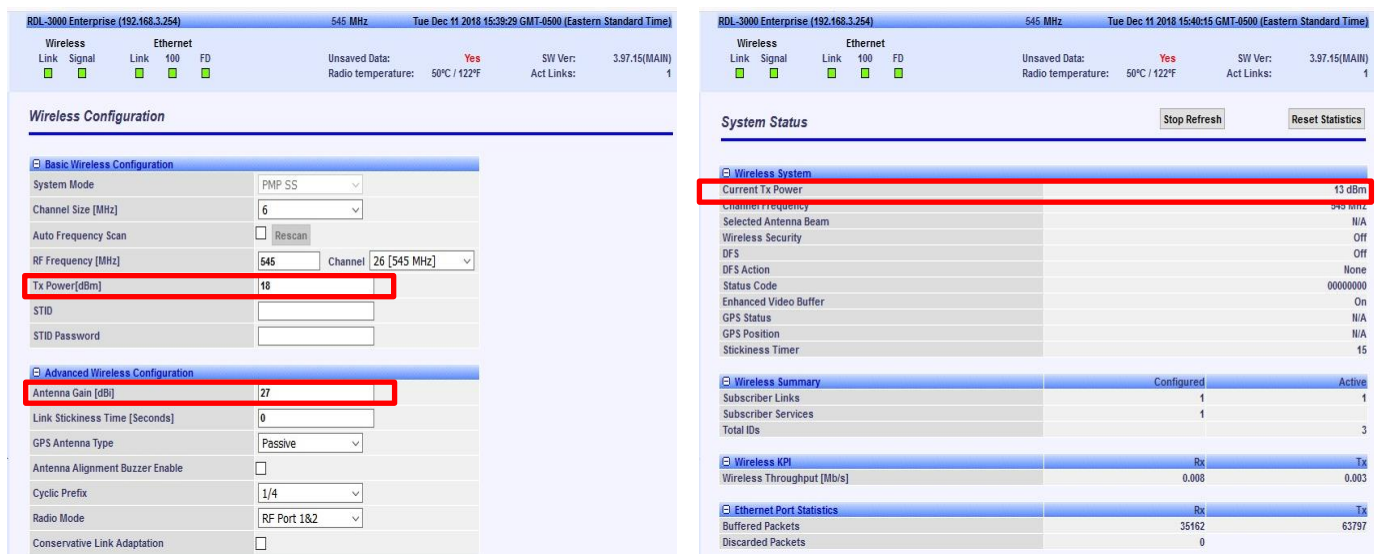 RDL-3000 Enterprise (192.168.3.254) 545 MHz Tue Dec 11 2018 15:39:29 GMT-0500 (Eastern Standard Time)
Wireless Ethernet
Link Signal Link 100 FD Unsaved Data: Yes SW Ver: 3.97.15(MAIN)
Radio temperature: 50ºC / 122ºF Act Links: 1
Wireless Configuration
Basic Wireless Configuration
System Mode PMP SS
Channel Size [MHz] 6
Auto Frequency Scan Rescan
RF Frequency [MHz] 545 Channel 26 [545 MHz]
Tx Power[dBm] 18
STID
STID Password
Advanced Wireless Configuration
Antenna Gain [dBi] 27
Link Stickiness Time [Seconds] 0
GPS Antenna Type Passive
Antenna Alignment Buzzer Enable
Cyclic Prefix 1/4
Radio Mode RF Port 1&2
Conservative Link Adaptation
RDL-3000 Enterprise (192.168.3.254) 545 MHz Tue Dec 11 2018 15:40:15 GMT-0500 (Eastern Standard Time)
Wireless Ethernet
Link Signal Link 100 FD Unsaved Data: Yes SW Ver: 3.97.15(MAIN)
Radio temperature: 50ºC / 122ºF Act Links: 1
System Status Stop Refresh Reset Statistics
Wireless System
Current Tx Power 13 dBm
Channel Frequency 545 MHz
Selected Antenna Beam N/A
Wireless Security Off
DFS Off
DFS Action None
Status Code 00000000
Enhanced Video Buffer On
GPS Status N/A
GPS Position N/A
Stickiness Timer 15
Wireless Summary Configured Active
Subscriber Links 1 1
Subscriber Services 1
Total IDs 3
Wireless KPI Rx Tx
Wireless Throughput [Mb/s] 0.008 0.003
Ethernet Port Statistics Rx Tx
Buffered Packets 35162 63797
Discarded Packets 0